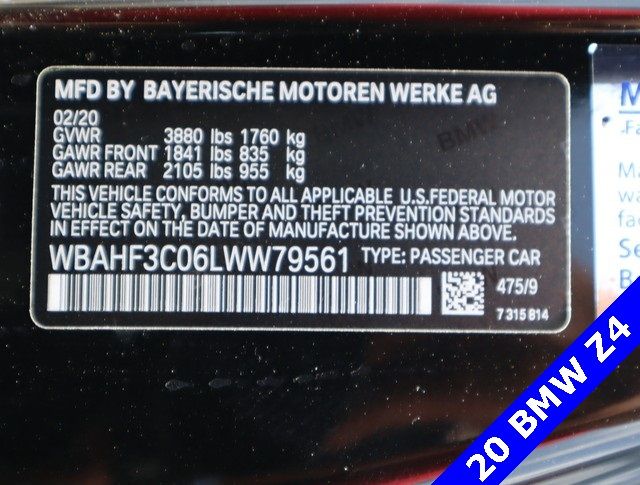 MFD BY BAYERISCHE MOTOREN WERKE AG
02/20
GVWR 3880 lbs 1760 kg
GAWR FRONT 1841 lbs 835 kg
GAWR REAR 2105 lbs 955 kg
THIS VEHICLE CONFORMS TO ALL APPLICABLE U.S.FEDERAL MOTOR
VEHICLE SAFETY, BUMPER AND THEFT PREVENTION STANDARDS
IN EFFECT ON THE DATE OF MANUFACTURE SHOWN ABOVE.
WBAHF3C06LWW79561 TYPE: PASSENGER CAR
475/9
7 315 814
BMW
20 BMW Z4